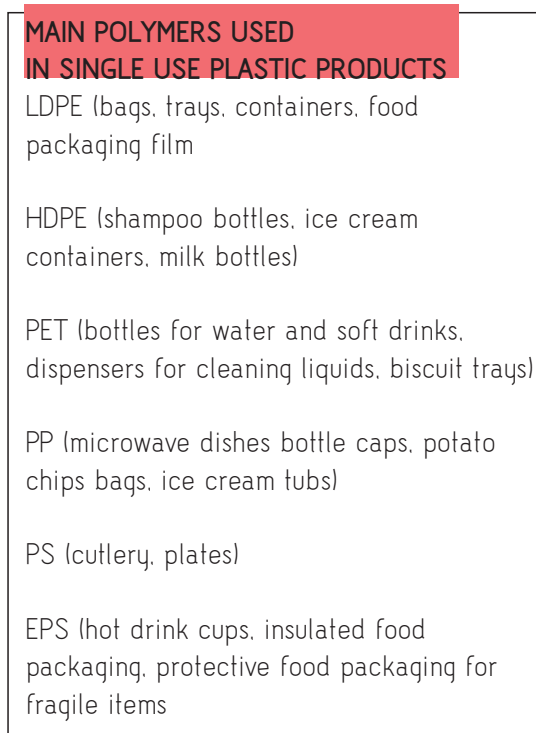 MAIN POLYMERS USED
IN SINGLE USE PLASTIC PRODUCTS
LDPE (bags, trays, containers, food
packaging film
HDPE (shampoo bottles, ice cream
containers, milk bottles)
PET (bottles for water and soft drinks,
dispensers for cleaning liquids, biscuit trays)
PP (microwave dishes bottle caps, potato
chips bags, ice cream tubs)
PS (cutlery, plates)
EPS (hot drink cups, insulated food
packaging, protective food packaging for
fragile items